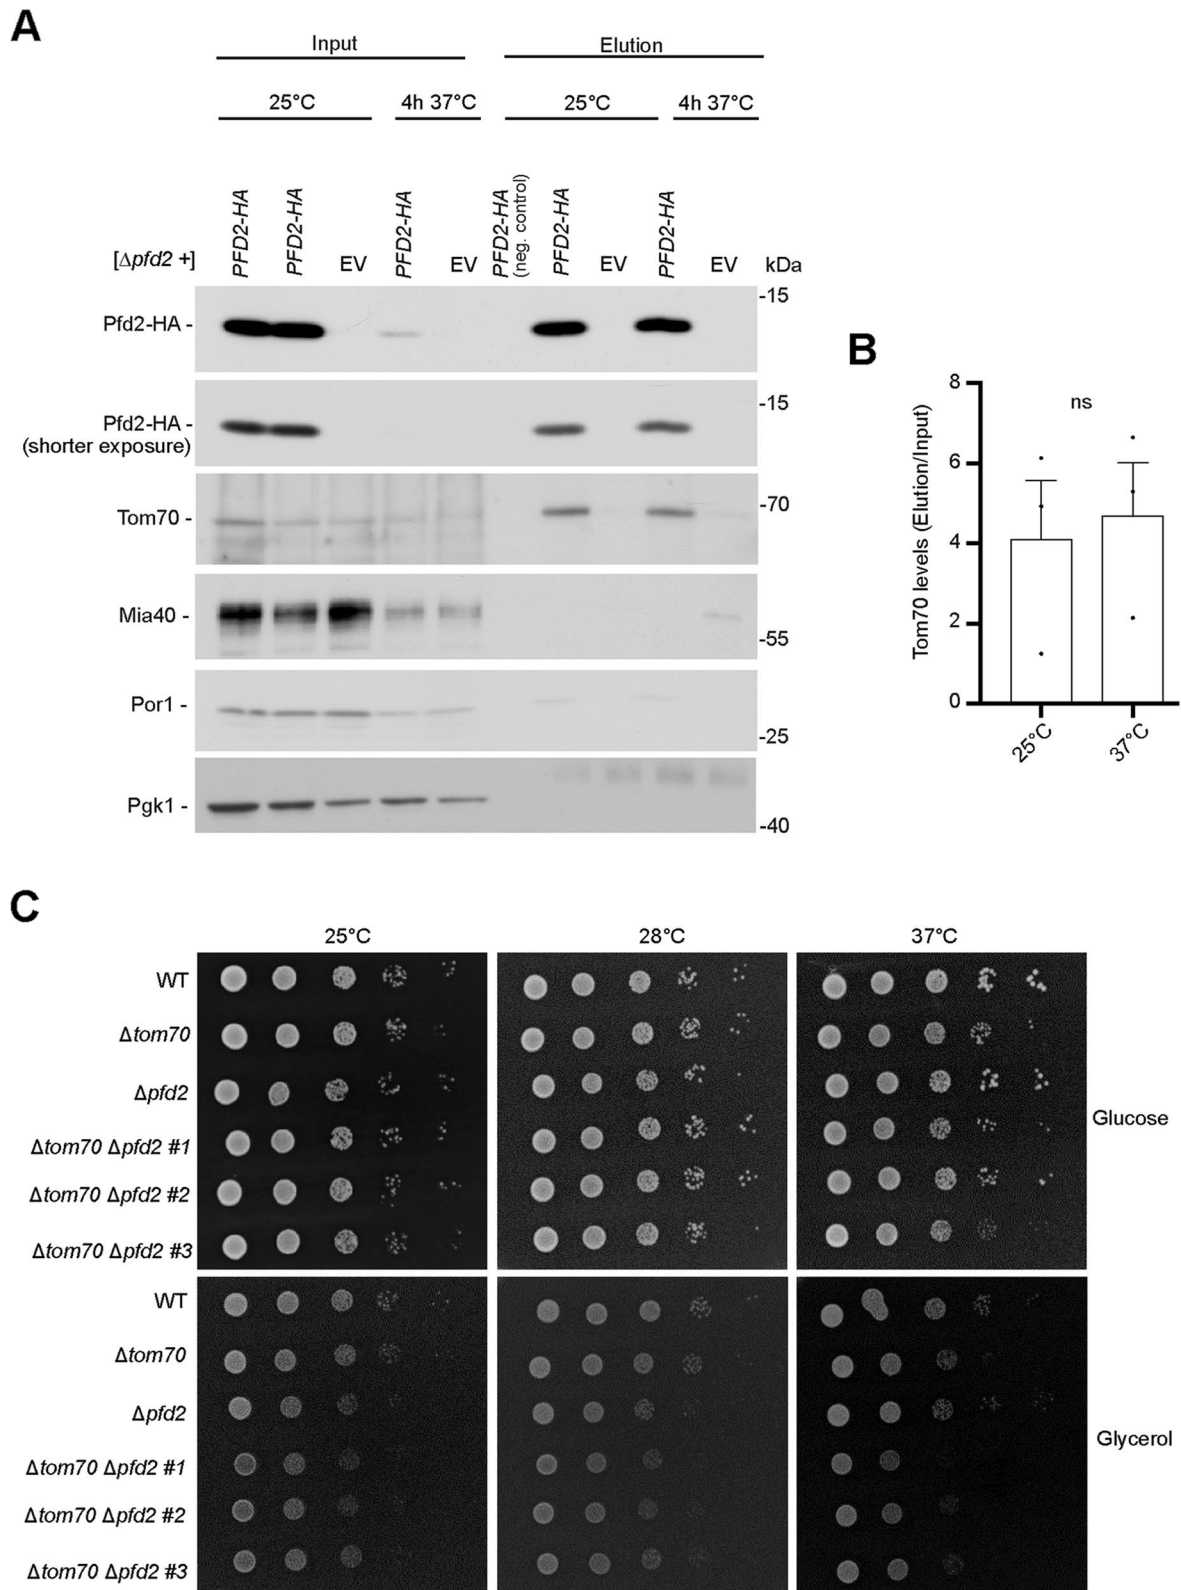 A
Input
Elution
25°C
4h 37°C
25°C
4h 37°C
[Δpfd2 +]
PFD2-HA
PFD2-HA
EV
PFD2-HA
EV
PFD2-HA
(neg. control)
PFD2-HA
EV
PFD2-HA
EV
kDa
Pfd2-HA -
-15
Pfd2-HA -
(shorter exposure)
-15
Tom70 -
-70
Mia40 -
-55
Por1 -
-25
Pgk1 -
-40
B
Tom70 levels (Elution/Input)
8
6
4
2
0
ns
25°C
37°C
C
25°C
28°C
37°C
WT
Δtom70
Δpfd2
Δtom70 Δpfd2 #1
Δtom70 Δpfd2 #2
Δtom70 Δpfd2 #3
Glucose
WT
Δtom70
Δpfd2
Δtom70 Δpfd2 #1
Δtom70 Δpfd2 #2
Δtom70 Δpfd2 #3
Glycerol